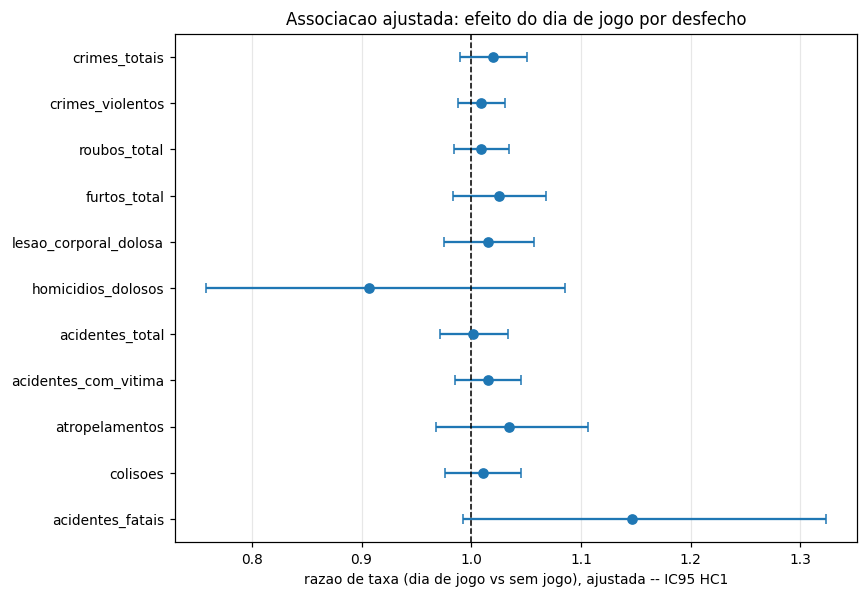 Associacao ajustada: efeito do dia de jogo por desfecho
crimes_totais
crimes_violentos
roubos_total
furtos_total
lesao_corporal_dolosa
homicidios_dolosos
acidentes_total
acidentes_com_vitima
atropelamentos
colisoes
acidentes_fatais
0.8 0.9 1.0 1.1 1.2 1.3
razao de taxa (dia de jogo vs sem jogo), ajustada -- IC95 HC1